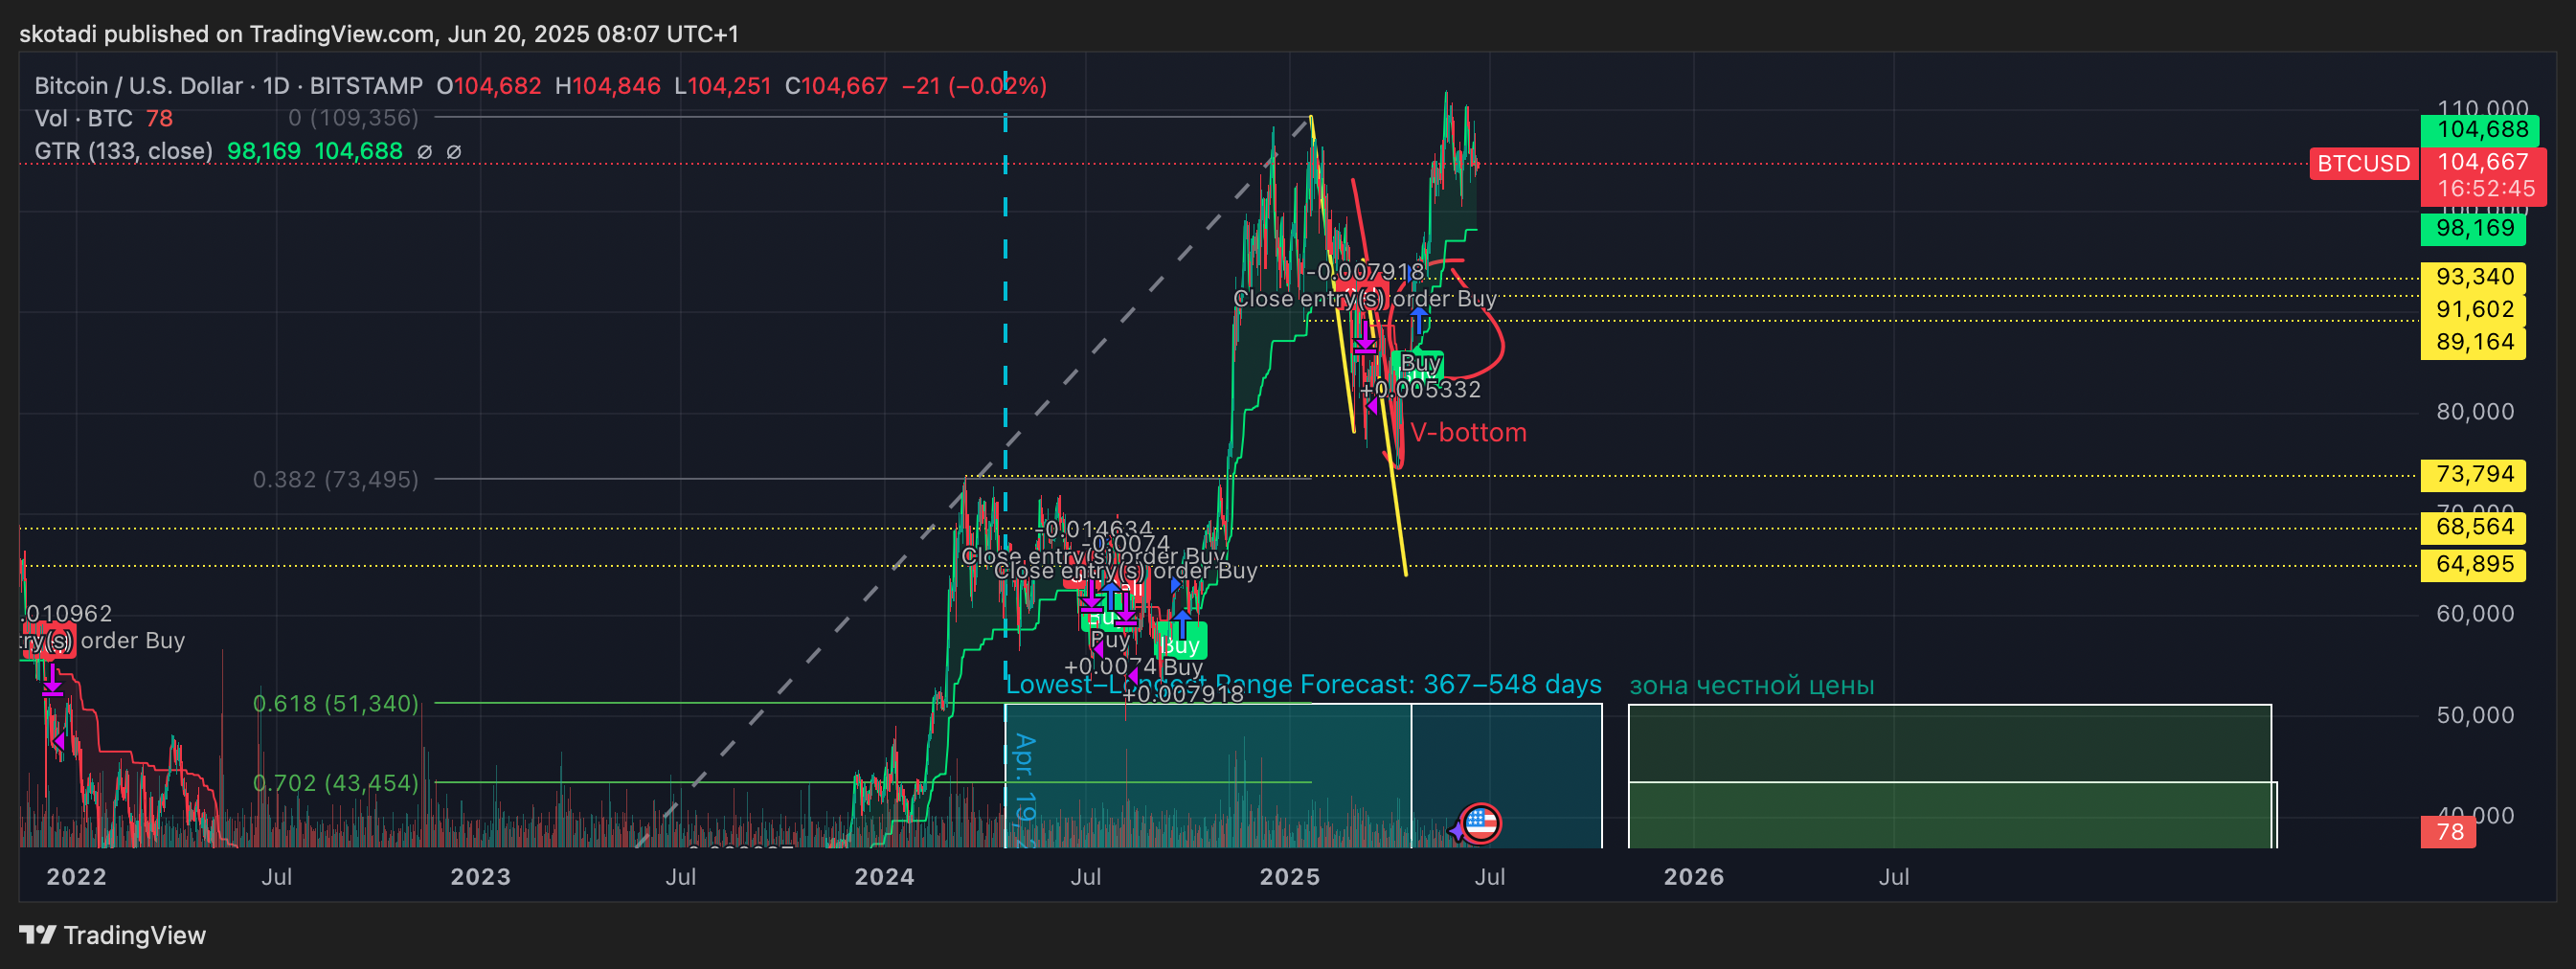 skotadi published on TradingView.com, Jun 20, 2025 08:07 UTC+1
Bitcoin / U.S. Dollar · 1D · BITSTAMP O104,682 H104,846 L104,251 C104,667 −21 (−0.02%)
Vol · BTC 78
0 (109,356)
GTR (133, close) 98,169 104,688 ∅ ∅
110,000
104,688
BTCUSD 104,667
16:52:45
98,169
93,340
91,602
89,164
80,000
73,794
68,564
64,895
60,000
50,000
78
-0.007918
Close entry(s) order Buy
Buy
+0.005332
V-bottom
0.382 (73,495)
-0.014634
-0.0074
Close entry(s) order Buy
Close entry(s) order Buy
Buy
+0.0074 Buy
+0.007918
Buy
.010962
try(s) order Buy
Lowest–Longest Range Forecast: 367–548 days
зона честной цены
0.618 (51,340)
0.702 (43,454)
Apr. 19,
2022 Jul 2023 Jul 2024 Jul 2025 Jul 2026 Jul
TradingView